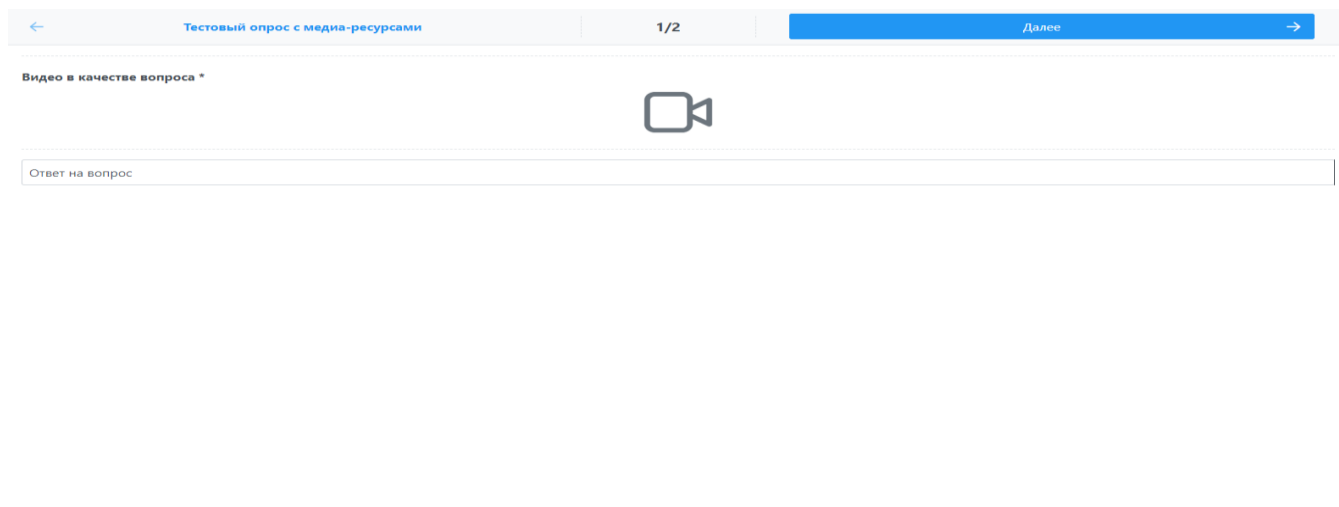 Тестовый опрос с медиа-ресурсами
1/2
Далее
Видео в качестве вопроса *
Ответ на вопрос